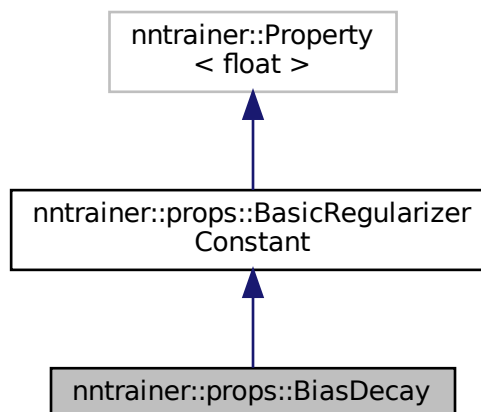 nntrainer::Property
< float >
nntrainer::props::BasicRegularizer
Constant
nntrainer::props::BiasDecay